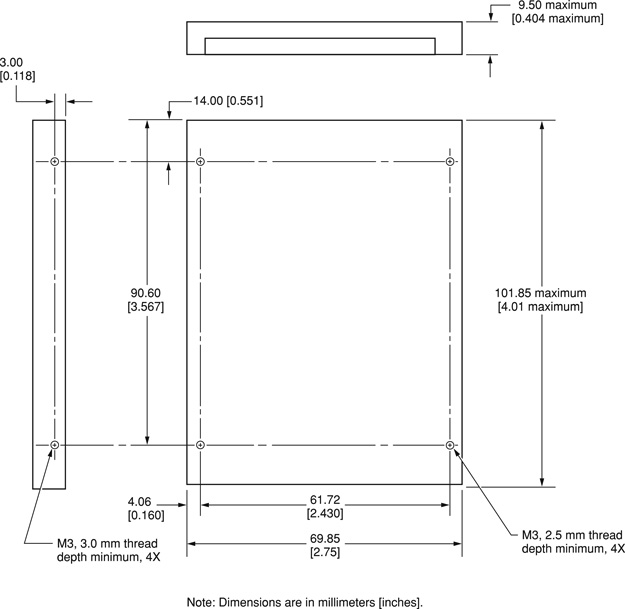 9.50 maximum
[0.404 maximum]
3.00
[0.118]
14.00 [0.551]
90.60
[3.567]
101.85 maximum
[4.01 maximum]
4.06
[0.160]
61.72
[2.430]
69.85
[2.75]
M3, 3.0 mm thread
depth minimum, 4X
M3, 2.5 mm thread
depth minimum, 4X
Note: Dimensions are in millimeters [inches].